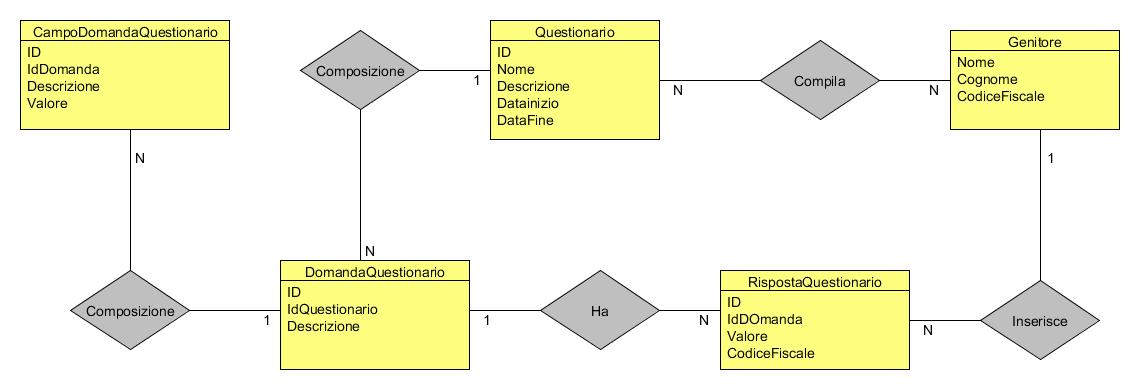 CampoDomandaQuestionario
ID
IdDomanda
Descrizione
Valore
N
Composizione
1
Composizione
1
N
Questionario
ID
Nome
Descrizione
Datainizio
DataFine
N
Compila
N
Genitore
Nome
Cognome
CodiceFiscale
1
DomandaQuestionario
ID
IdQuestionario
Descrizione
1
Ha
N
RispostaQuestionario
ID
IdDOmanda
Valore
CodiceFiscale
N
Inserisce